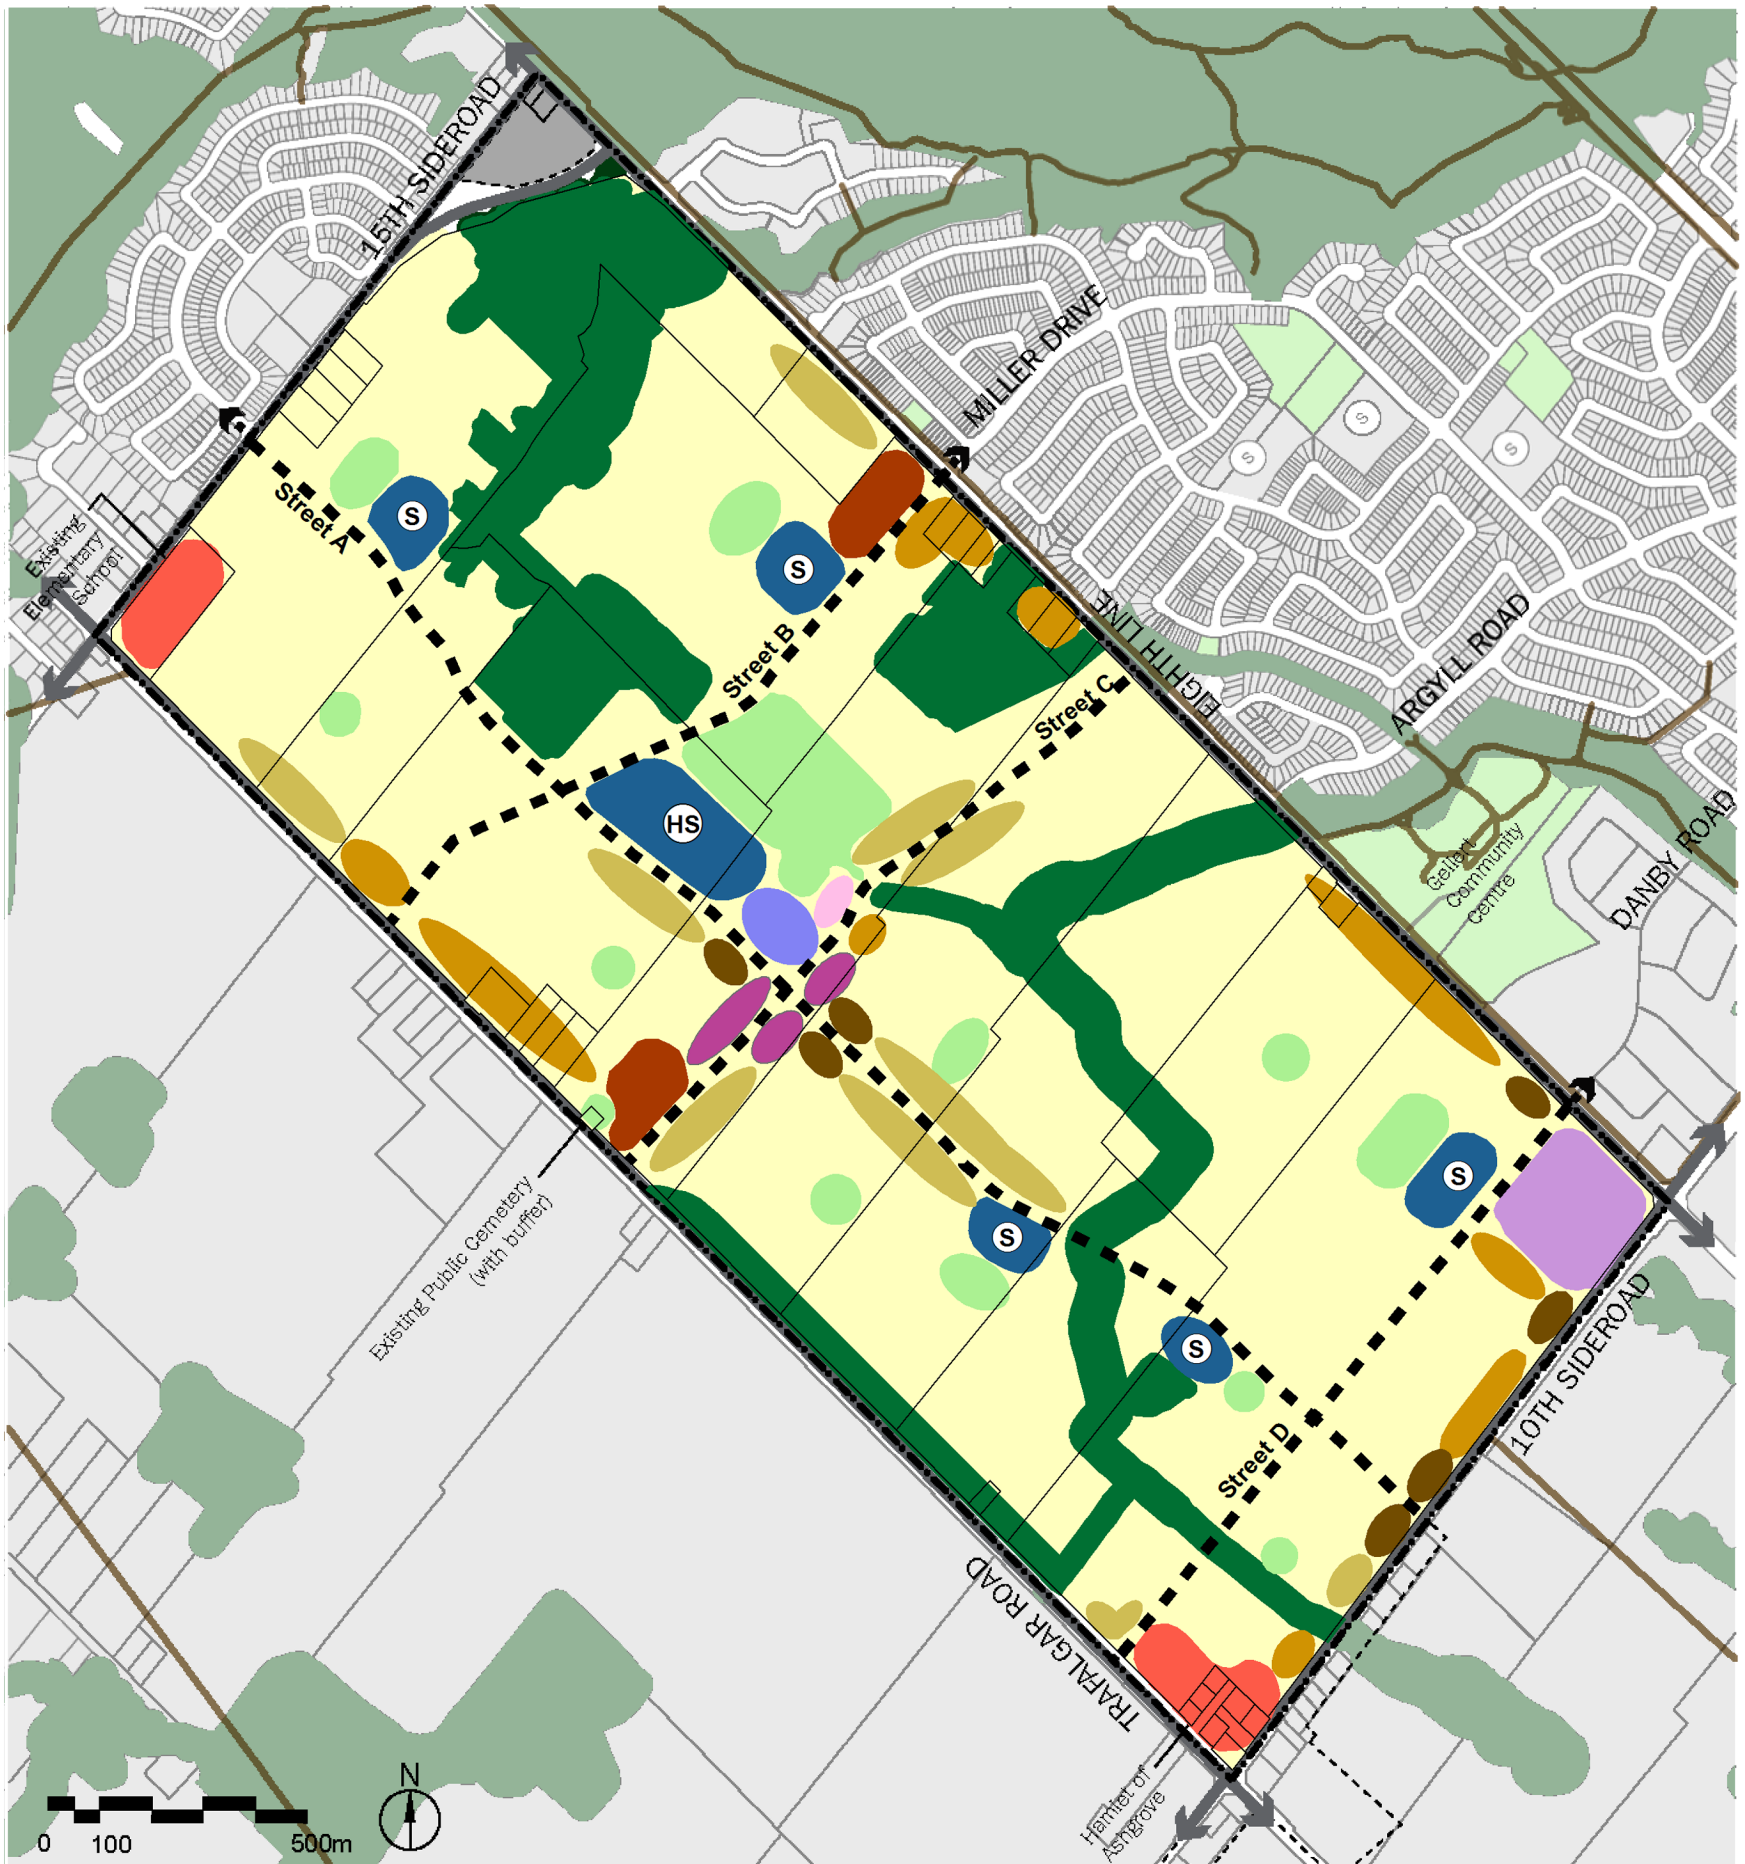 15TH SIDEROAD
MILLER DRIVE
S
S
Street A
S
Existing
Elementary
School
S
Street B
EIGHTH LINE
Street C
ARGYLL ROAD
HS
Gellert
Community
Centre
DANBY ROAD
Existing Public Cemetery
(with buffer)
S
S
S
10TH SIDEROAD
Street D
TRAFALGAR ROAD
Hamlet of
Ashgrove
N
0 100 500m
S